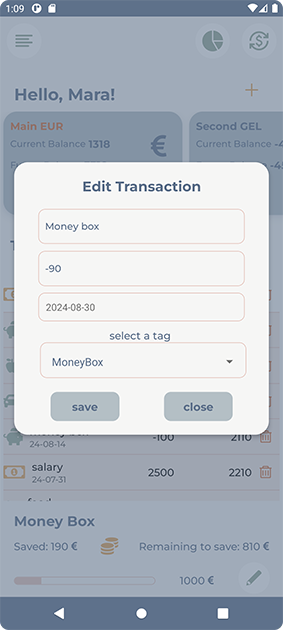 1:09
Hello, Mara!
+
Main EUR
Second GEL
Current Balance 1318 €
Current Balance
Edit Transaction
Money box
-90
2024-08-30
select a tag
MoneyBox
save
close
-100
2110
24-08-14
salary
2500
2210
24-07-31
Money Box
Saved: 190 €
Remaining to save: 810 €
1000 €